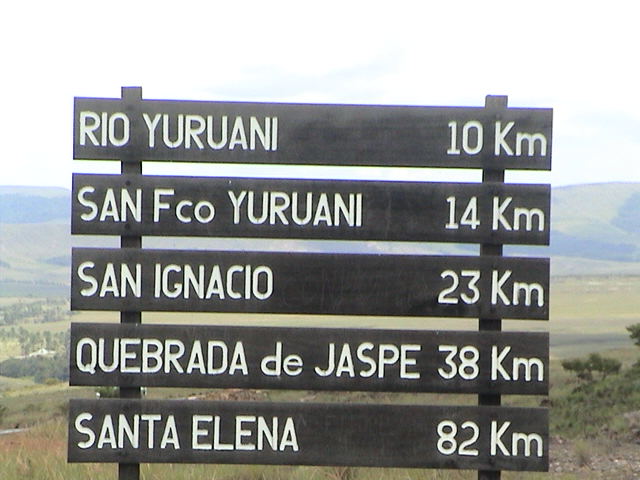 RIO YURUANI 10 Km
SAN Fco YURUANI 14 Km
SAN IGNACIO 23 Km
QUEBRADA de JASPE 38 Km
SANTA ELENA 82 Km